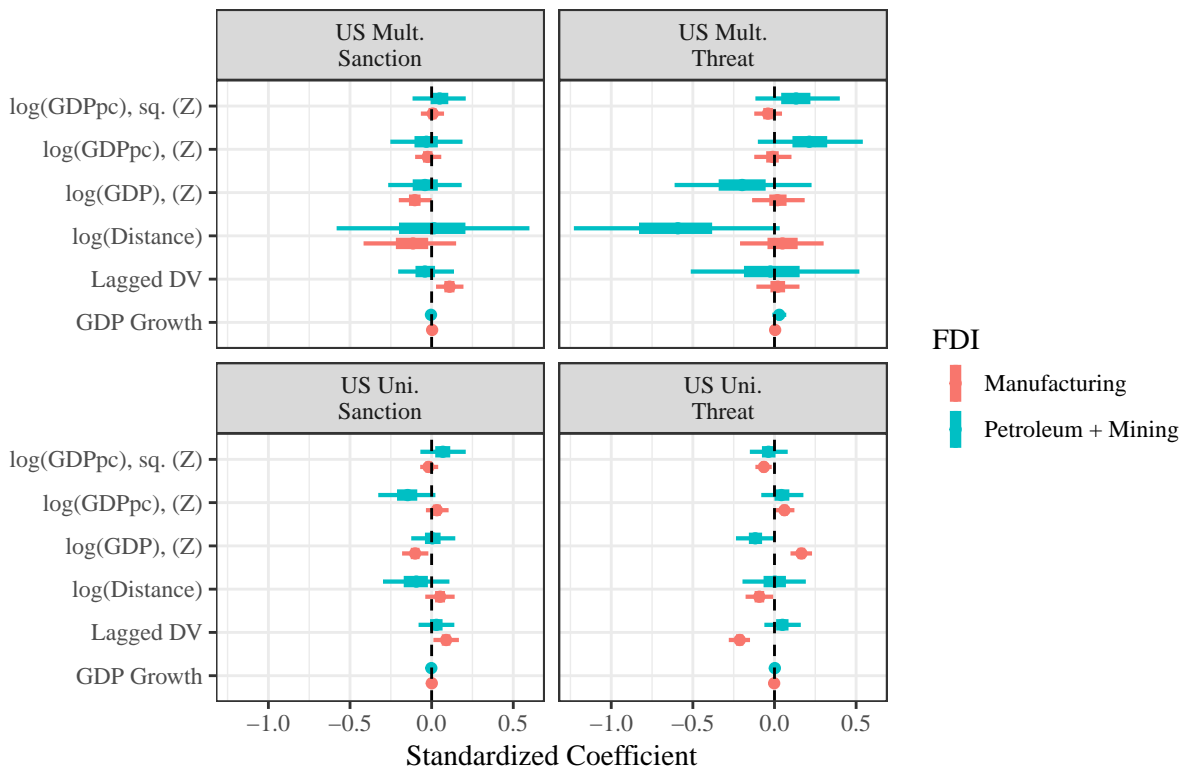 US Mult.
Sanction
US Mult.
Threat
log(GDPpc), sq. (Z)
log(GDPpc), (Z)
log(GDP), (Z)
log(Distance)
Lagged DV
GDP Growth
US Uni.
Sanction
US Uni.
Threat
log(GDPpc), sq. (Z)
log(GDPpc), (Z)
log(GDP), (Z)
log(Distance)
Lagged DV
GDP Growth
−1.0 −0.5 0.0 0.5 −1.0 −0.5 0.0 0.5
Standardized Coefficient
FDI
Manufacturing
Petroleum + Mining